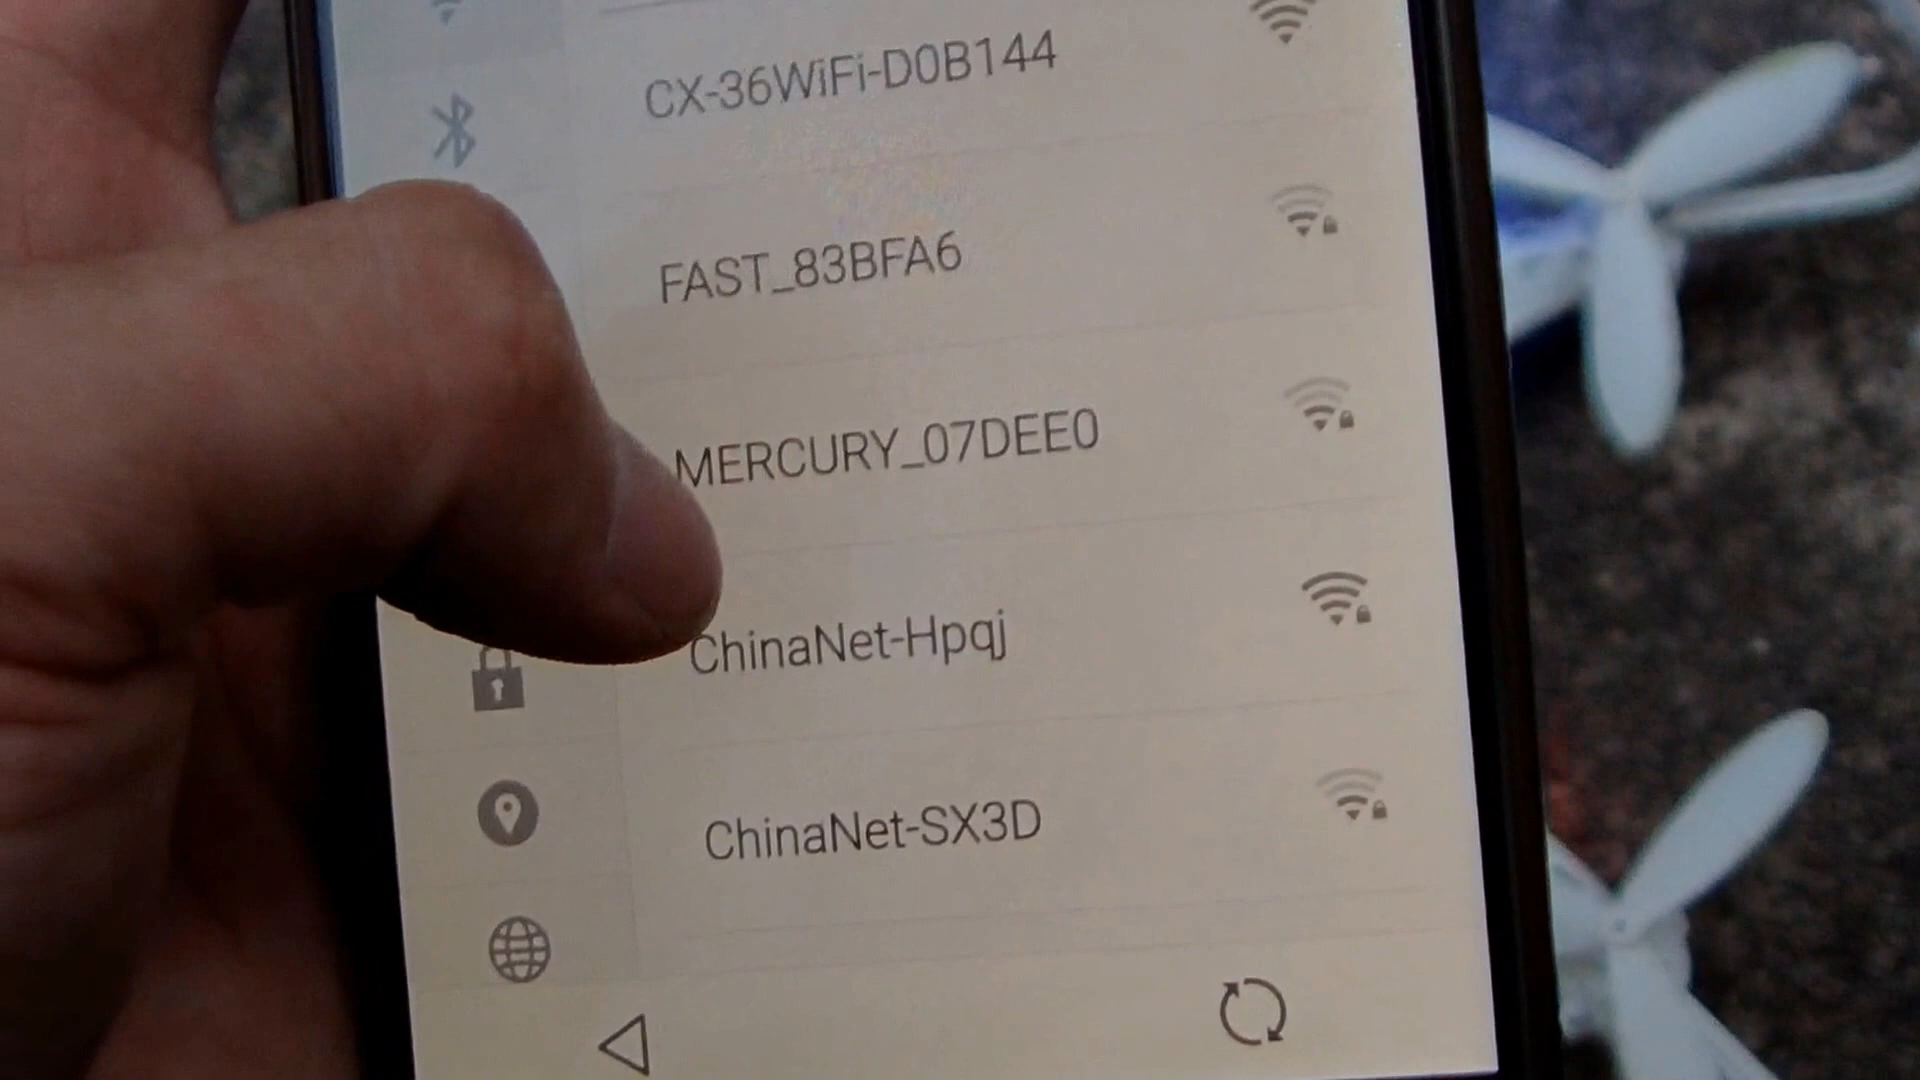 CX-36WiFi-D0B144
FAST_83BFA6
MERCURY_07DEE0
ChinaNet-Hpqj
ChinaNet-SX3D